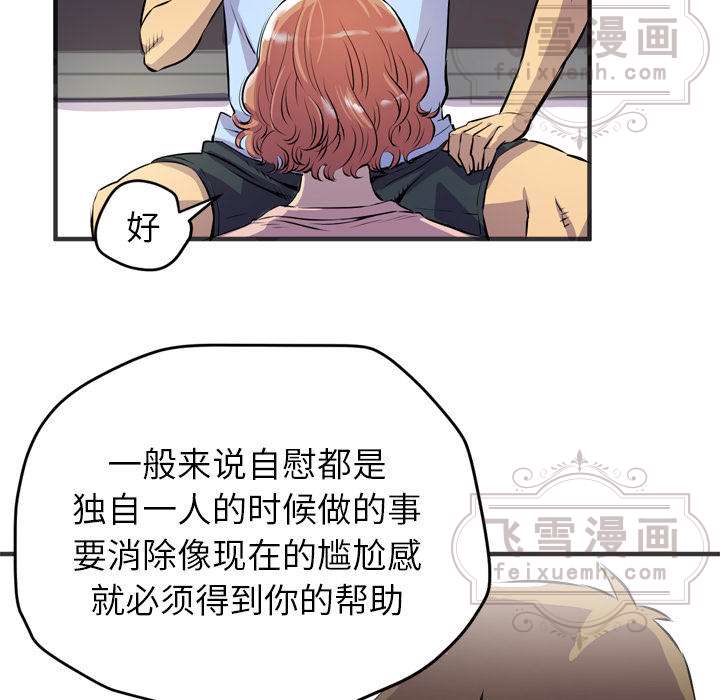 飞雪漫画
feixuemh.com
好
一般来说自慰都是
独自一人的时候做的事
要消除像现在的尴尬感
就必须得到你的帮助
飞雪漫画
feixuemh.com